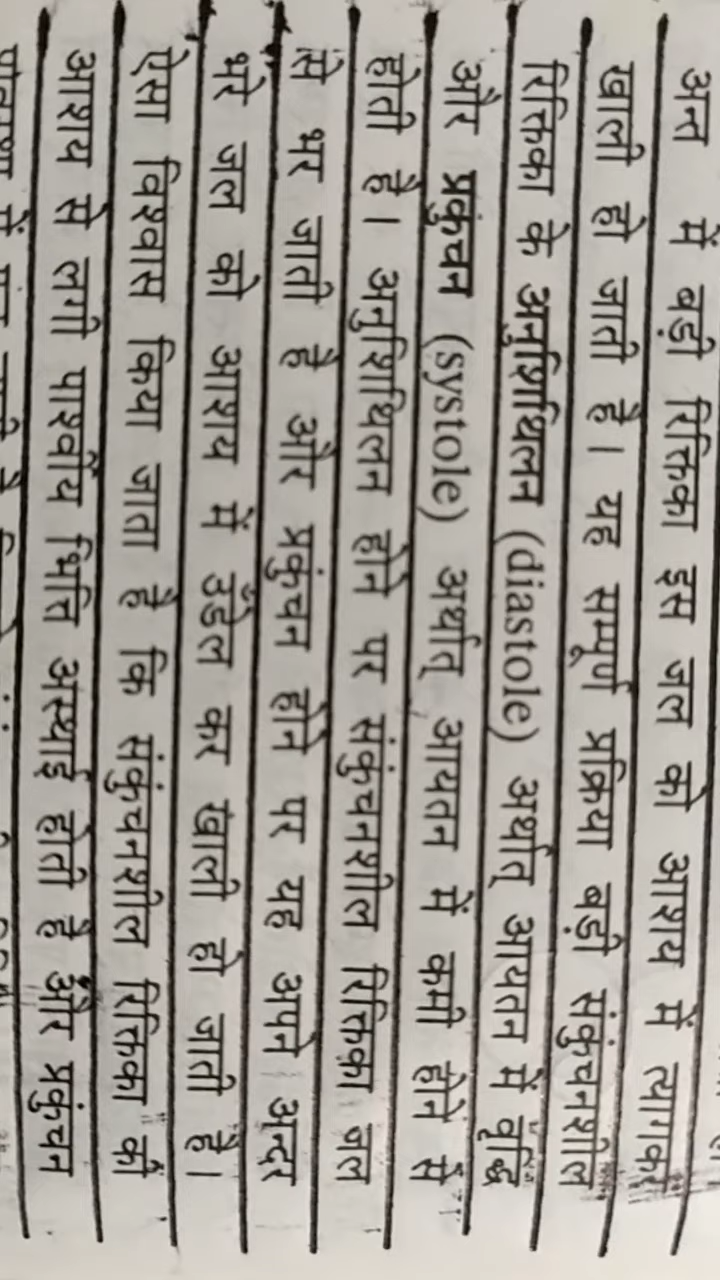 अन्त में बड़ी रिक्तिका इस जल को आशय में त्यागकर
खाली हो जाती है। यह सम्पूर्ण प्रक्रिया बड़ी संकुंचनशील
रिक्तिका के अनुशिथिलन (diastole) अर्थात् आयतन में वृद्धि
और प्रकुंचन (systole) अर्थात् आयतन में कमी होने से
होती है। अनुशिथिलन होने पर संकुंचनशील रिक्तिका जल
से भर जाती है और प्रकुंचन होने पर यह अपने अन्दर
भरे जल को आशय में उड़ेल कर खाली हो जाती है।
ऐसा विश्वास किया जाता है कि संकुंचनशील रिक्तिका की
आशय से लगी पार्श्वीय भित्ति अस्थाई होती है और प्रकुंचन